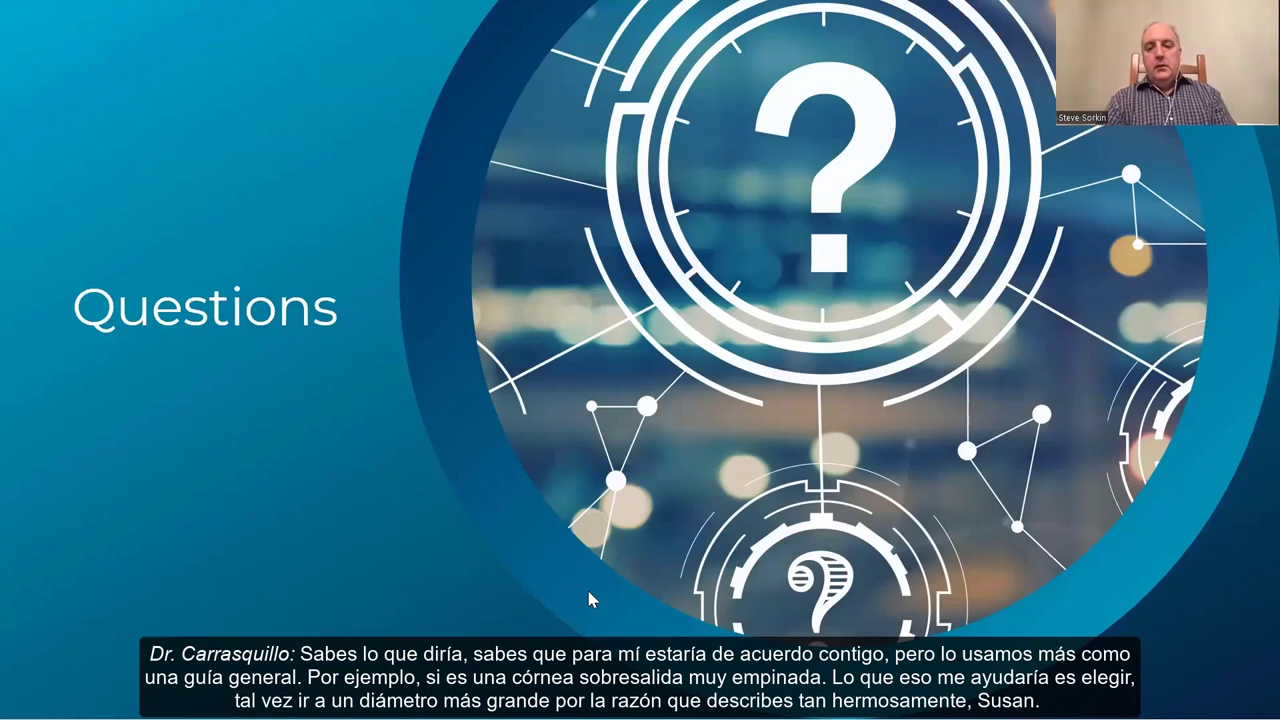 Steve Sorkin
Questions
Dr. Carrasquillo: Sabes lo que diría, sabes que para mí estaría de acuerdo contigo, pero lo usamos más como
una guía general. Por ejemplo, si es una córnea sobresalida muy empinada. Lo que eso me ayudaría es elegir,
tal vez ir a un diámetro más grande por la razón que describes tan hermosamente, Susan.